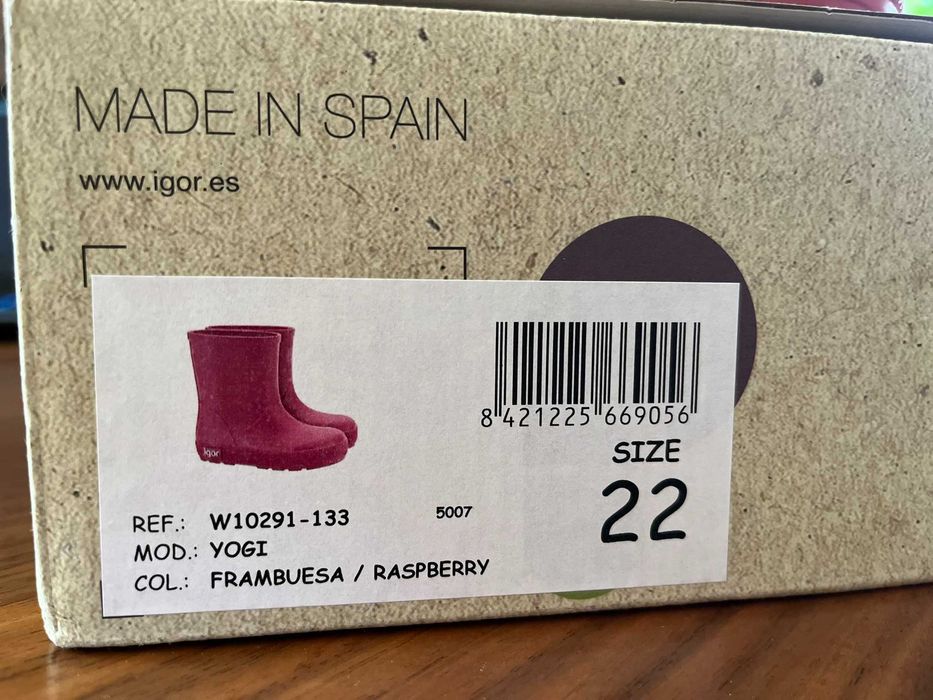 MADE IN SPAIN
www.igor.es
igor
8 421225 669056
SIZE
22
REF.: W10291-133 5007
MOD.: YOGI
COL.: FRAMBUESA / RASPBERRY